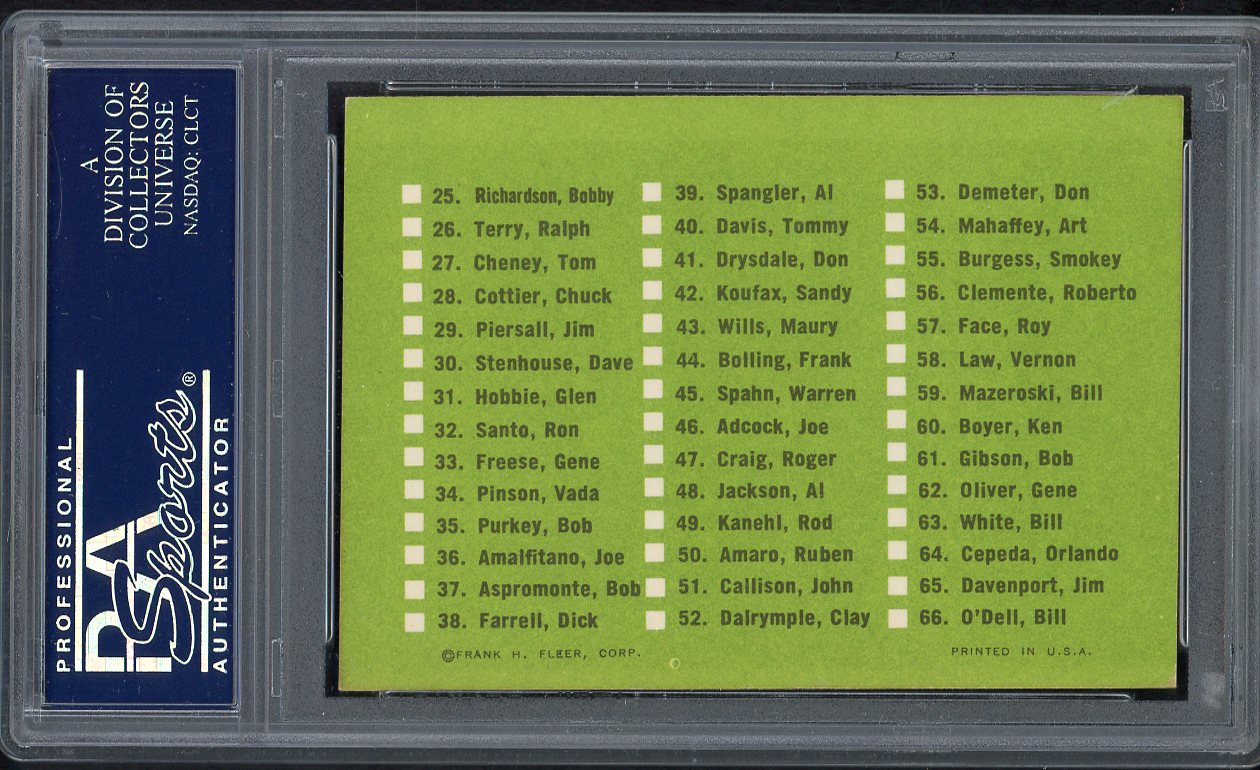 A
DIVISION OF
COLLECTORS
UNIVERSE
NASDAQ: CLCT
PROFESSIONAL
PSA
Sports®
AUTHENTICATOR
25. Richardson, Bobby
26. Terry, Ralph
27. Cheney, Tom
28. Cottier, Chuck
29. Piersall, Jim
30. Stenhouse, Dave
31. Hobbie, Glen
32. Santo, Ron
33. Freese, Gene
34. Pinson, Vada
35. Purkey, Bob
36. Amalfitano, Joe
37. Aspromonte, Bob
38. Farrell, Dick
39. Spangler, Al
40. Davis, Tommy
41. Drysdale, Don
42. Koufax, Sandy
43. Wills, Maury
44. Bolling, Frank
45. Spahn, Warren
46. Adcock, Joe
47. Craig, Roger
48. Jackson, Al
49. Kanehl, Rod
50. Amaro, Ruben
51. Callison, John
52. Dalrymple, Clay
53. Demeter, Don
54. Mahaffey, Art
55. Burgess, Smokey
56. Clemente, Roberto
57. Face, Roy
58. Law, Vernon
59. Mazeroski, Bill
60. Boyer, Ken
61. Gibson, Bob
62. Oliver, Gene
63. White, Bill
64. Cepeda, Orlando
65. Davenport, Jim
66. O'Dell, Bill
©FRANK H. FLEER, CORP.
PRINTED IN U.S.A.